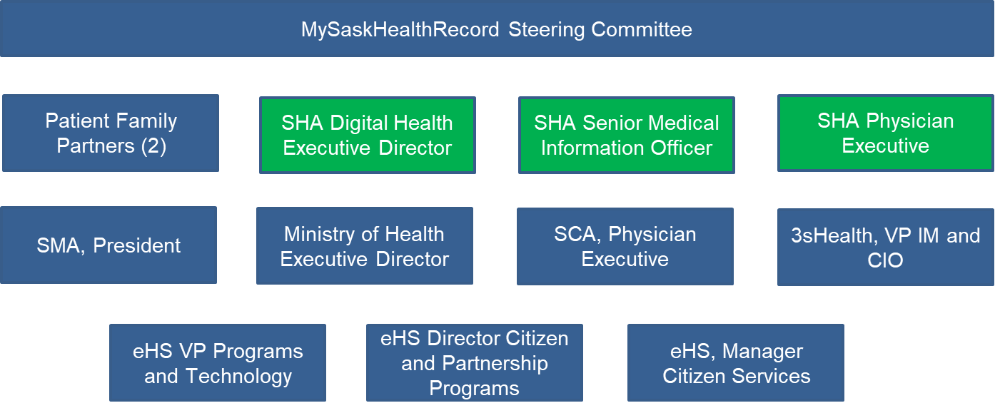 MySaskHealthRecord Steering Committee
Patient Family
Partners (2)
SHA Digital Health
Executive Director
SHA Senior Medical
Information Officer
SHA Physician
Executive
SMA, President
Ministry of Health
Executive Director
SCA, Physician
Executive
3sHealth, VP IM and
CIO
eHS VP Programs
and Technology
eHS Director Citizen
and Partnership
Programs
eHS, Manager
Citizen Services